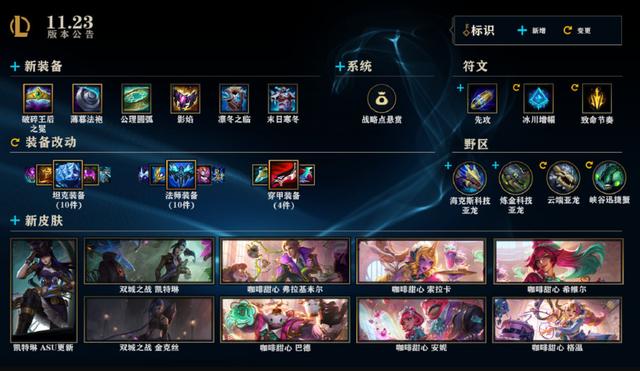 11.23
版本公告
标识
新增
变更
新装备
系统
符文
破碎王后
之冕
薄暮法袍
公理圆弧
影焰
凛冬之临
末日寒冬
战略点悬赏
先攻
冰川增幅
致命节奏
装备改动
野区
坦克装备
(10件)
法师装备
(10件)
穿甲装备
(4件)
海克斯科技
亚龙
炼金科技
亚龙
云端亚龙
峡谷迅捷蟹
新皮肤
双城之战 凯特琳
咖啡甜心 弗拉基米尔
咖啡甜心 索拉卡
咖啡甜心 希维尔
凯特琳 ASU更新
双城之战 金克丝
咖啡甜心 巴德
咖啡甜心 安妮
咖啡甜心 格温